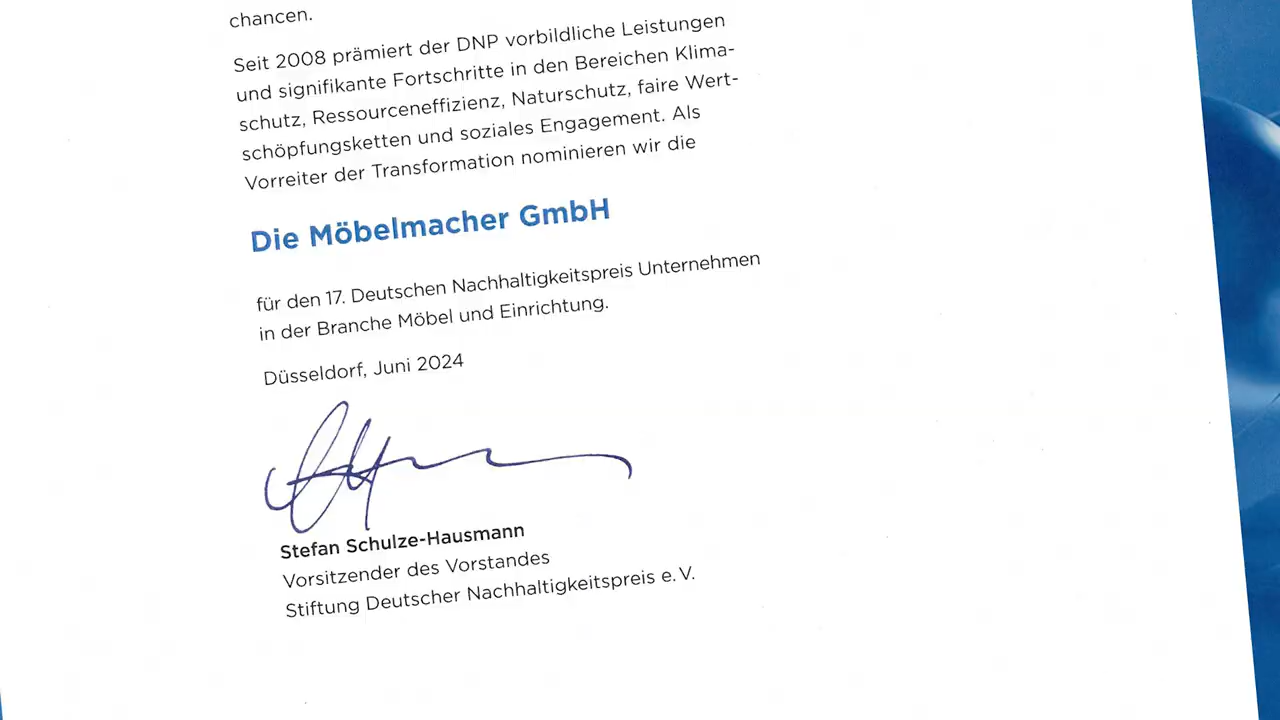 chancen.
Seit 2008 prämiert der DNP vorbildliche Leistungen
und signifikante Fortschritte in den Bereichen Klima-
schutz, Ressourceneffizienz, Naturschutz, faire Wert-
schöpfungsketten und soziales Engagement. Als
Vorreiter der Transformation nominieren wir die
Die Möbelmacher GmbH
für den 17. Deutschen Nachhaltigkeitspreis Unternehmen
in der Branche Möbel und Einrichtung.
Düsseldorf, Juni 2024
Stefan Schulze-Hausmann
Vorsitzender des Vorstandes
Stiftung Deutscher Nachhaltigkeitspreis e. V.